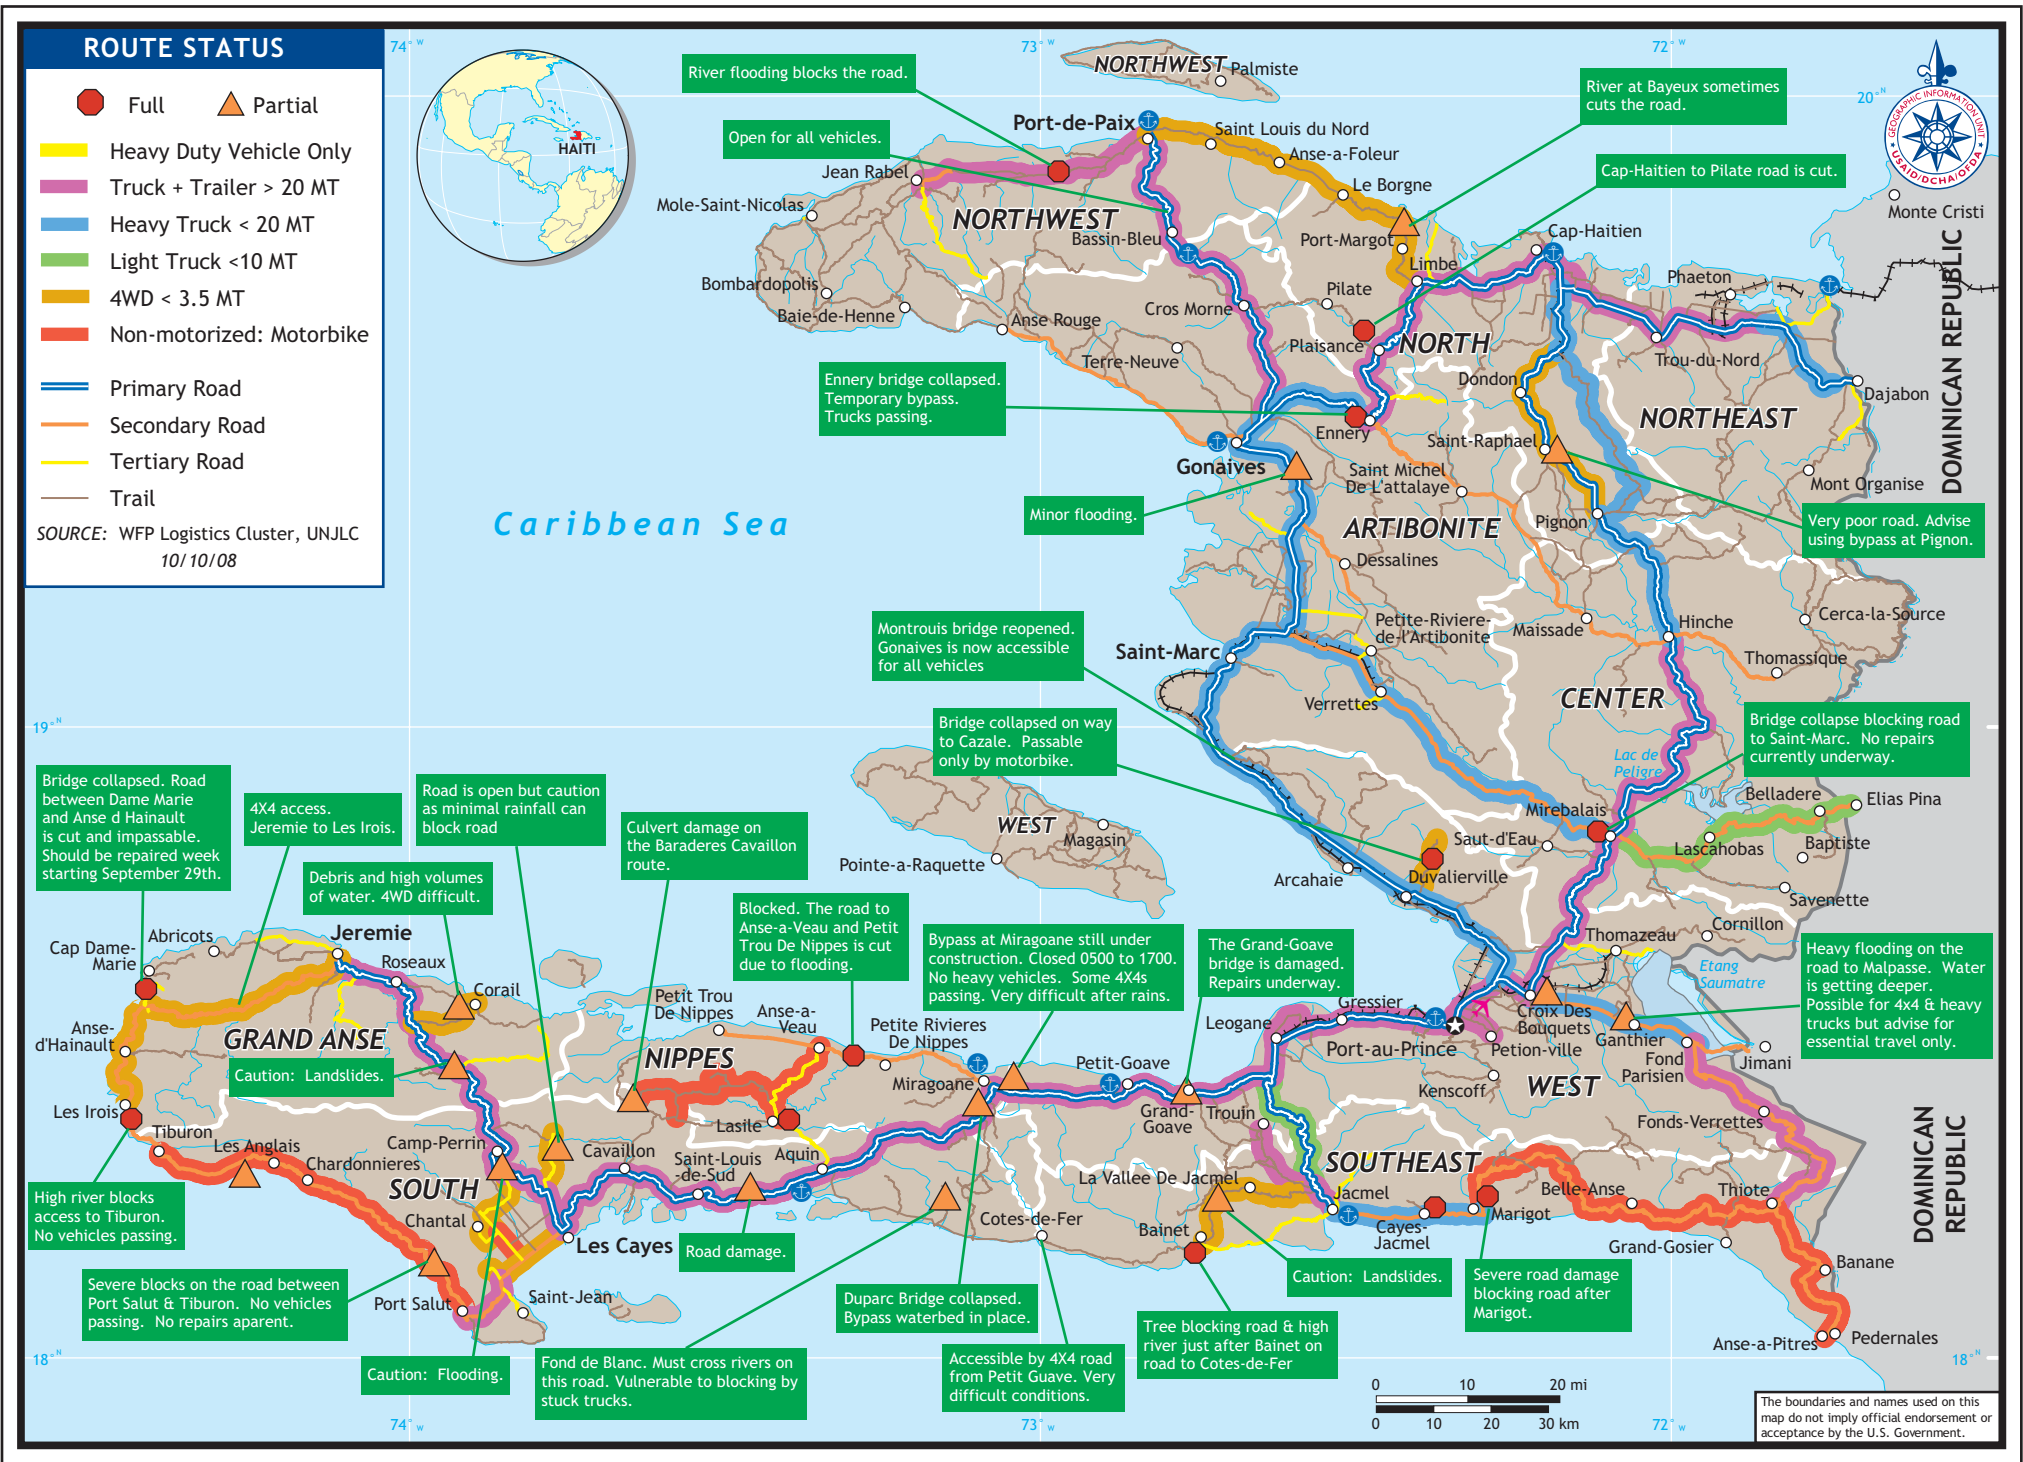 ROUTE STATUS
Full
Partial
Heavy Duty Vehicle Only
Truck + Trailer > 20 MT
Heavy Truck < 20 MT
Light Truck <10 MT
4WD < 3.5 MT
Non-motorized: Motorbike
Primary Road
Secondary Road
Tertiary Road
Trail
SOURCE: WFP Logistics Cluster, UNJLC
10/10/08
74° W
73° W
72° W
20° N
HAITI
GEOGRAPHIC INFORMATION UNIT
USAID/DCHA/OFDA
NORTHWEST
Palmiste
River flooding blocks the road.
Open for all vehicles.
River at Bayeux sometimes
cuts the road.
Cap-Haitien to Pilate road is cut.
Port-de-Paix
Saint Louis du Nord
Anse-a-Foleur
Le Borgne
Jean Rabel
Mole-Saint-Nicolas
NORTHWEST
Bassin-Bleu
Port-Margot
Limbe
Cap-Haitien
Monte Cristi
Phaeton
Bombardopolis
Baie-de-Henne
Anse Rouge
Cros Morne
Pilate
Plaisance
NORTH
Terre-Neuve
Trou-du-Nord
Dondon
Dajabon
DOMINICAN REPUBLIC
NORTHEAST
Ennery bridge collapsed.
Temporary bypass.
Trucks passing.
Ennery
Saint-Raphael
Gonaives
Saint Michel
De L'attalaye
Mont Organise
Minor flooding.
ARTIBONITE
Pignon
Very poor road. Advise
using bypass at Pignon.
Caribbean Sea
Dessalines
Petite-Riviere-
de-l'Artibonite
Maissade
Hinche
Cerca-la-Source
Thomassique
Montrouis bridge reopened.
Gonaives is now accessible
for all vehicles
Saint-Marc
Verrettes
CENTER
19° N
Bridge collapsed on way
to Cazale. Passable
only by motorbike.
Bridge collapse blocking road
to Saint-Marc. No repairs
currently underway.
Lac de
Peligre
Mirebalais
Belladere
Elias Pina
WEST
Magasin
Pointe-a-Raquette
Saut-d'Eau
Lascahobas
Baptiste
Arcahaie
Duvalierville
Savenette
Cornillon
Thomazeau
Etang
Saumatre
Bridge collapsed. Road
between Dame Marie
and Anse d Hainault
is cut and impassable.
Should be repaired week
starting September 29th.
4X4 access.
Jeremie to Les Irois.
Road is open but caution
as minimal rainfall can
block road
Debris and high volumes
of water. 4WD difficult.
Culvert damage on
the Baraderes Cavaillon
route.
Blocked. The road to
Anse-a-Veau and Petit
Trou De Nippes is cut
due to flooding.
Bypass at Miragoane still under
construction. Closed 0500 to 1700.
No heavy vehicles. Some 4X4s
passing. Very difficult after rains.
The Grand-Goave
bridge is damaged.
Repairs underway.
Heavy flooding on the
road to Malpasse. Water
is getting deeper.
Possible for 4x4 & heavy
trucks but advise for
essential travel only.
Cap Dame-
Marie
Abricots
Jeremie
Roseaux
Corail
Anse-
d'Hainault
GRAND ANSE
Caution: Landslides.
Petit Trou
De Nippes
Anse-a-
Veau
Petite Rivieres
De Nippes
NIPPES
Miragoane
Lasile
Petit-Goave
Grand-
Goave
Leogane
Gressier
Port-au-Prince
Croix Des
Bouquets
Petion-ville
Ganthier
Fond
Parisien
Jimani
Kenscoff
WEST
Fonds-Verrettes
Les Irois
Tiburon
Les Anglais
Chardonnieres
Camp-Perrin
SOUTH
Cavaillon
Saint-Louis
-de-Sud
Aquin
Chantal
Les Cayes
Port Salut
Saint-Jean
Trouin
SOUTHEAST
La Vallee De Jacmel
Jacmel
Bainet
Cayes-
Jacmel
Marigot
Belle-Anse
Thiote
Grand-Gosier
Banane
Anse-a-Pitres
Pedernales
Cotes-de-Fer
DOMINICAN
REPUBLIC
High river blocks
access to Tiburon.
No vehicles passing.
Severe blocks on the road between
Port Salut & Tiburon. No vehicles
passing. No repairs aparent.
Caution: Flooding.
Road damage.
Fond de Blanc. Must cross rivers on
this road. Vulnerable to blocking by
stuck trucks.
Duparc Bridge collapsed.
Bypass waterbed in place.
Accessible by 4X4 road
from Petit Guave. Very
difficult conditions.
Tree blocking road & high
river just after Bainet on
road to Cotes-de-Fer
Caution: Landslides.
Severe road damage
blocking road after
Marigot.
18° N
18° N
0 10 20 mi
0 10 20 30 km
74° W
73° W
72° W
The boundaries and names used on this
map do not imply official endorsement or
acceptance by the U.S. Government.